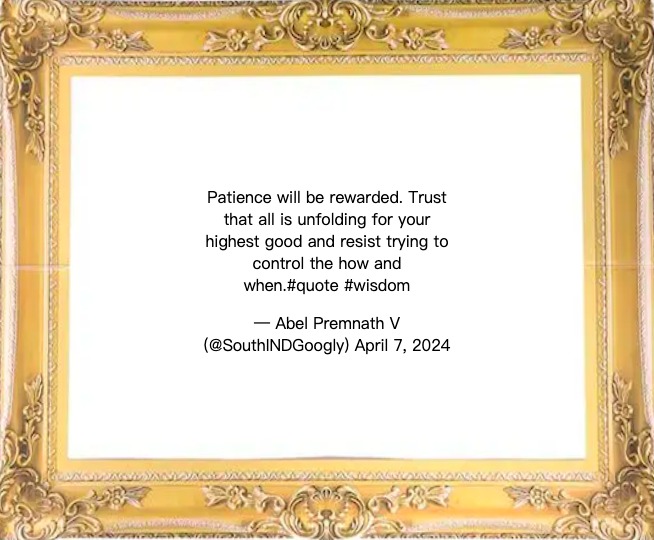 Patience will be rewarded. Trust
that all is unfolding for your
highest good and resist trying to
control the how and
when.#quote #wisdom
— Abel Premnath V
(@SouthINDGoogly) April 7, 2024